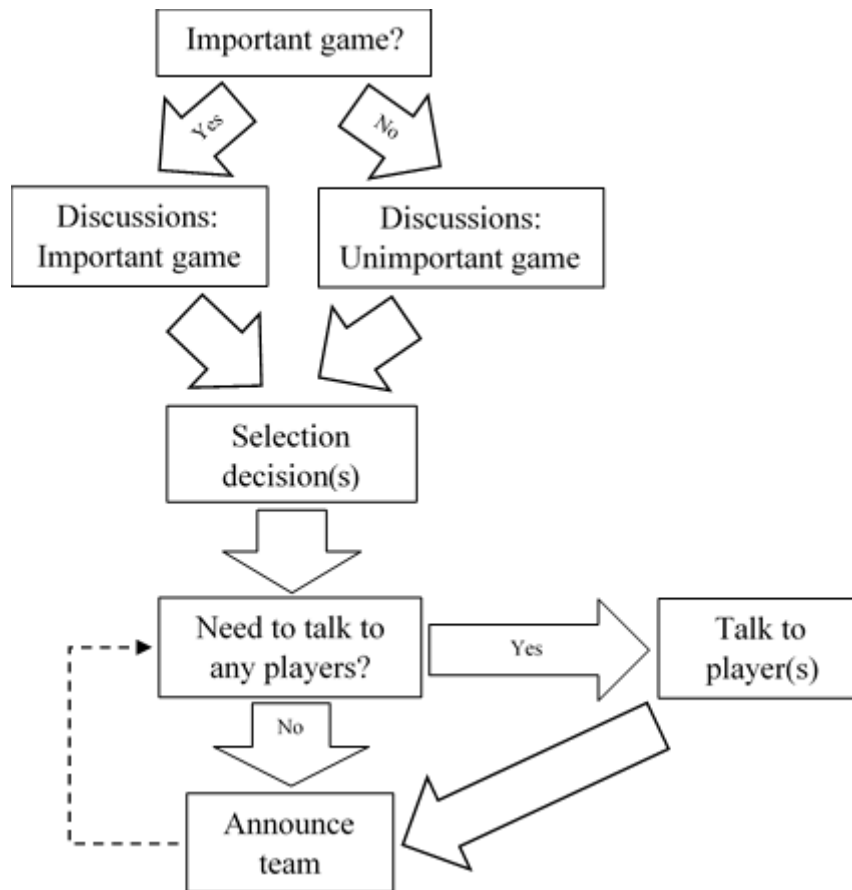 Important game?
Yes
No
Discussions:
Important game
Discussions:
Unimportant game
Selection
decision(s)
Need to talk to
any players?
Yes
Talk to
player(s)
No
Announce
team